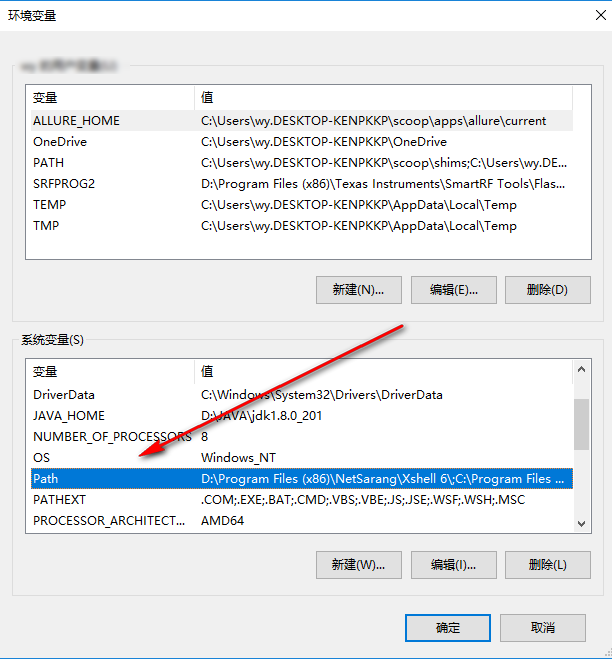 环境变量
变量 值
ALLURE_HOME C:\Users\wy.DESKTOP-KENPKKP\scoop\apps\allure\current
OneDrive C:\Users\wy.DESKTOP-KENPKKP\OneDrive
PATH C:\Users\wy.DESKTOP-KENPKKP\scoop\shims;C:\Users\wy.DE...
SRFPROG2 D:\Program Files (x86)\Texas Instruments\SmartRF Tools\Flas...
TEMP C:\Users\wy.DESKTOP-KENPKKP\AppData\Local\Temp
TMP C:\Users\wy.DESKTOP-KENPKKP\AppData\Local\Temp
新建(N)... 编辑(E)... 删除(D)
系统变量(S)
变量 值
DriverData C:\Windows\System32\Drivers\DriverData
JAVA_HOME D:\JAVA\jdk1.8.0_201
NUMBER_OF_PROCESSORS 8
OS Windows_NT
Path D:\Program Files (x86)\NetSarang\Xshell 6\;C:\Program Files ...
PATHEXT .COM;.EXE;.BAT;.CMD;.VBS;.VBE;.JS;.JSE;.WSF;.WSH;.MSC
PROCESSOR_ARCHITECT... AMD64
新建(W)... 编辑(I)... 删除(L)
确定 取消